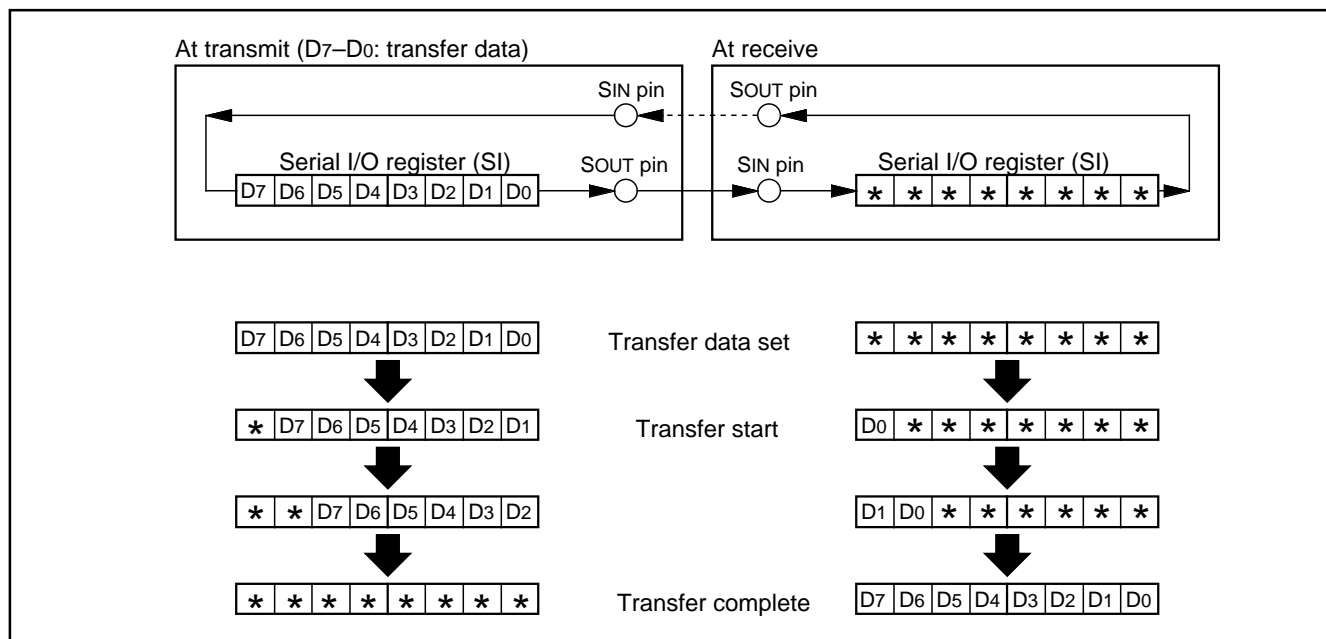 At transmit (D7–D0: transfer data)
At receive
SIN pin
SOUT pin
Serial I/O register (SI)
SOUT pin
SIN pin
Serial I/O register (SI)
D7 D6 D5 D4 D3 D2 D1 D0
* * * * * * * *
D7 D6 D5 D4 D3 D2 D1 D0
Transfer data set
* * * * * * * *
* D7 D6 D5 D4 D3 D2 D1
Transfer start
D0 * * * * * * *
* * D7 D6 D5 D4 D3 D2
D1 D0 * * * * * *
* * * * * * * *
Transfer complete
D7 D6 D5 D4 D3 D2 D1 D0